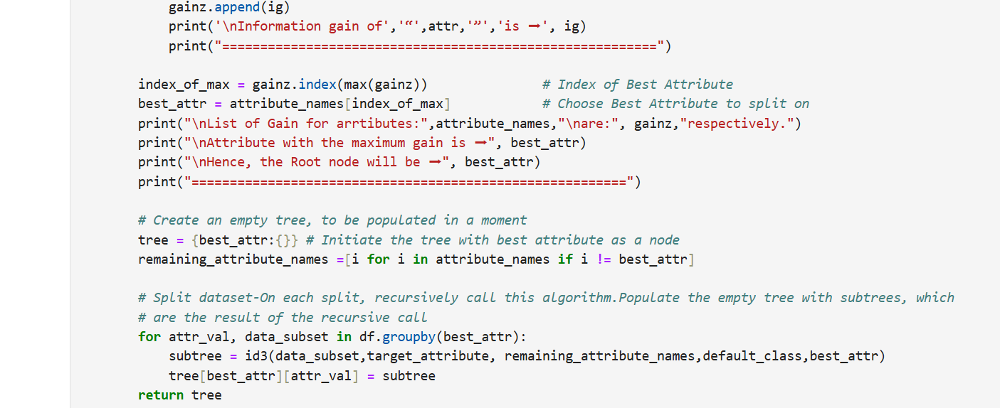 gainz.append(ig)
print('\nInformation gain of','“',attr,'”','is ➞', ig)
print("=========================================================")
index_of_max = gainz.index(max(gainz))               # Index of Best Attribute
best_attr = attribute_names[index_of_max]            # Choose Best Attribute to split on
print("\nList of Gain for arrtibutes:",attribute_names,"\nare:", gainz,"respectively.")
print("\nAttribute with the maximum gain is ➞", best_attr)
print("\nHence, the Root node will be ➞", best_attr)
print("=========================================================")
# Create an empty tree, to be populated in a moment
tree = {best_attr:{}} # Initiate the tree with best attribute as a node
remaining_attribute_names =[i for i in attribute_names if i != best_attr]
# Split dataset-On each split, recursively call this algorithm.Populate the empty tree with subtrees, which
# are the result of the recursive call
for attr_val, data_subset in df.groupby(best_attr):
subtree = id3(data_subset,target_attribute, remaining_attribute_names,default_class,best_attr)
tree[best_attr][attr_val] = subtree
return tree